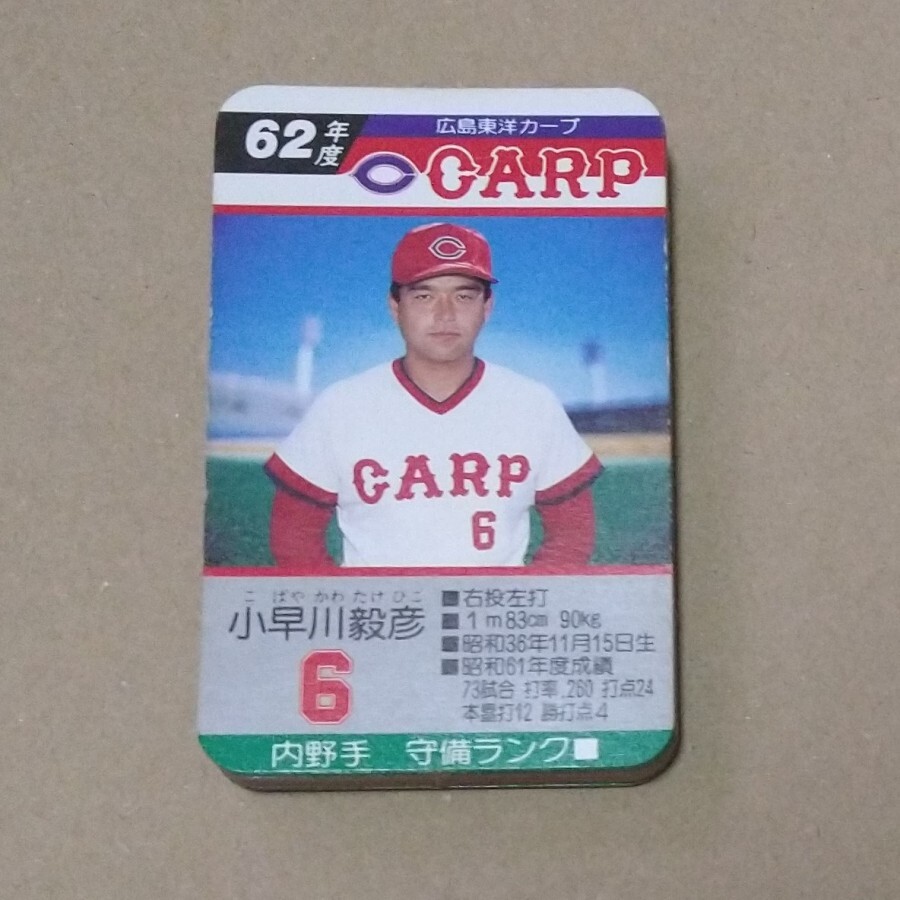 62年度
広島東洋カープ
C CARP
C
CARP
6
こ ばや かわ たけ ひこ
小早川毅彦
6
■右投左打
■1m83cm 90kg
■昭和36年11月15日生
■昭和61年度成績
73試合 打率.260 打点24
本塁打12 勝打点4
内野手 守備ランク■